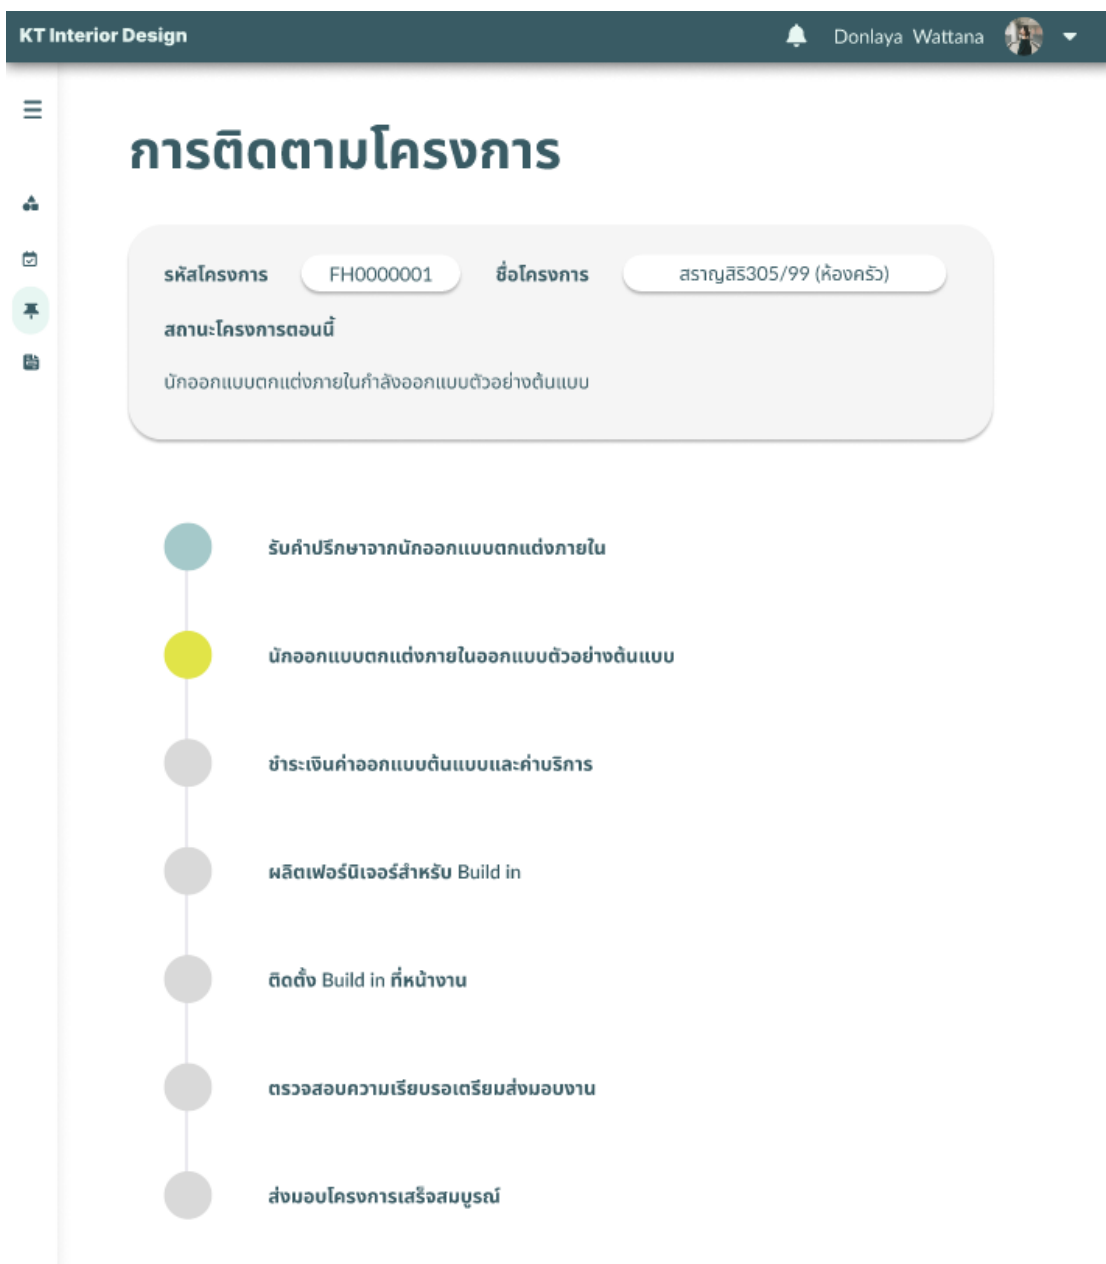 KT Interior Design
Donlaya Wattana
การติดตามโครงการ
รหัสโครงการ FH0000001 ชื่อโครงการ สราญสิริ305/99 (ห้องครัว)
สถานะโครงการตอนนี้
นักออกแบบตกแต่งภายในกำลังออกแบบตัวอย่างต้นแบบ
รับคำปรึกษาจากนักออกแบบตกแต่งภายใน
นักออกแบบตกแต่งภายในออกแบบตัวอย่างต้นแบบ
ชำระเงินค่าออกแบบต้นแบบและค่าบริการ
ผลิตเฟอร์นิเจอร์สำหรับ Build in
ติดตั้ง Build in ที่หน้างาน
ตรวจสอบความเรียบรอเตรียมส่งมอบงาน
ส่งมอบโครงการเสร็จสมบูรณ์